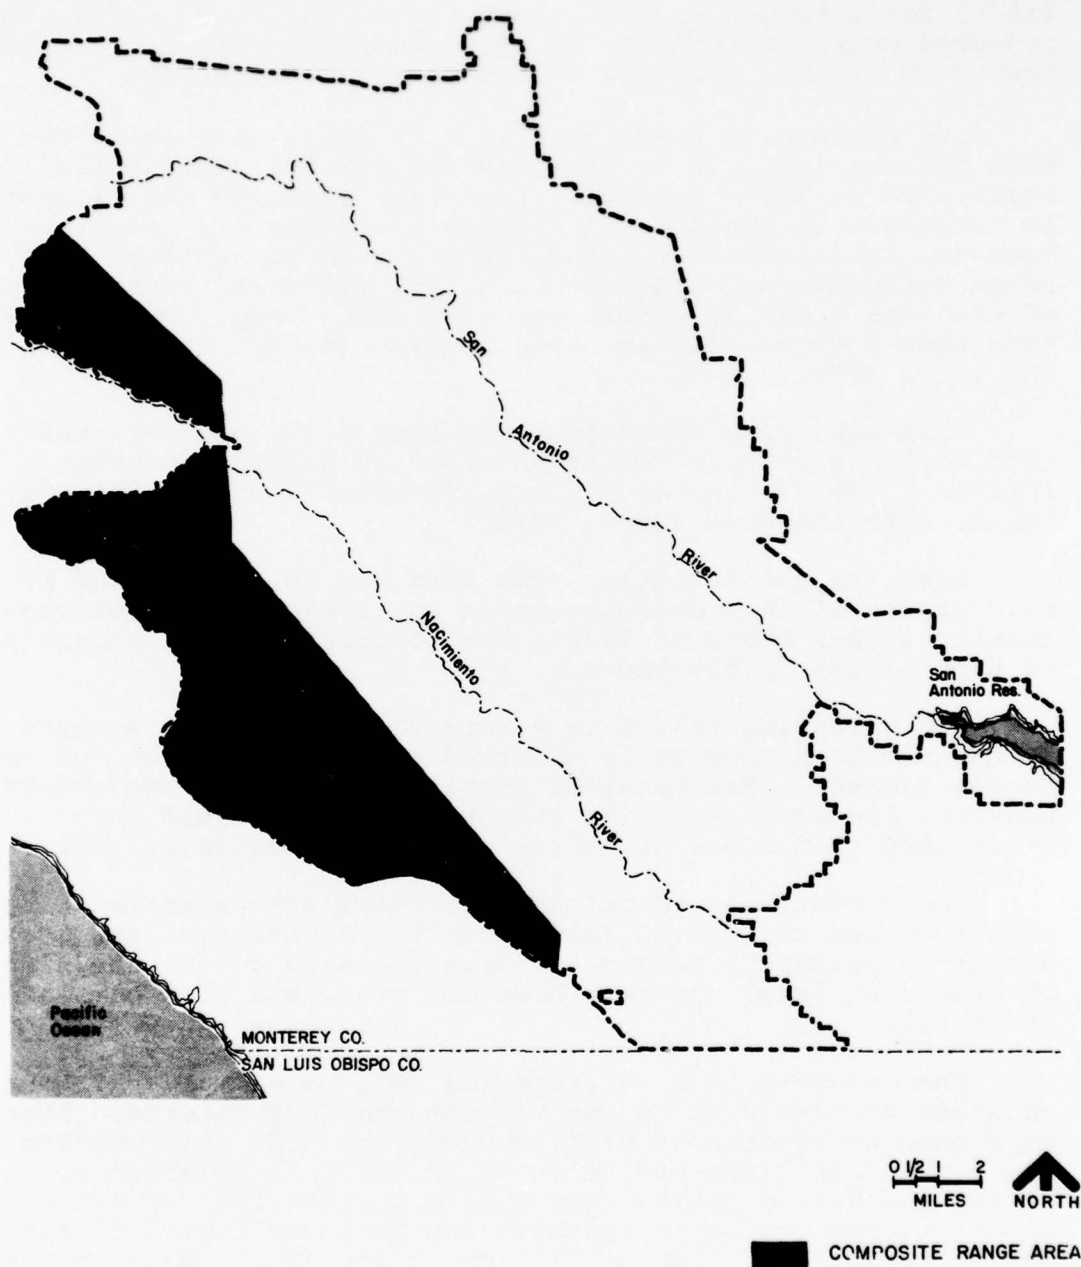 San
Antonio
River
San
Antonio Res.
Nacimiento
River
Pacific
Ocean
MONTEREY CO.
SAN LUIS OBISPO CO.
0 1/2 1 2
MILES
NORTH
COMPOSITE RANGE AREA